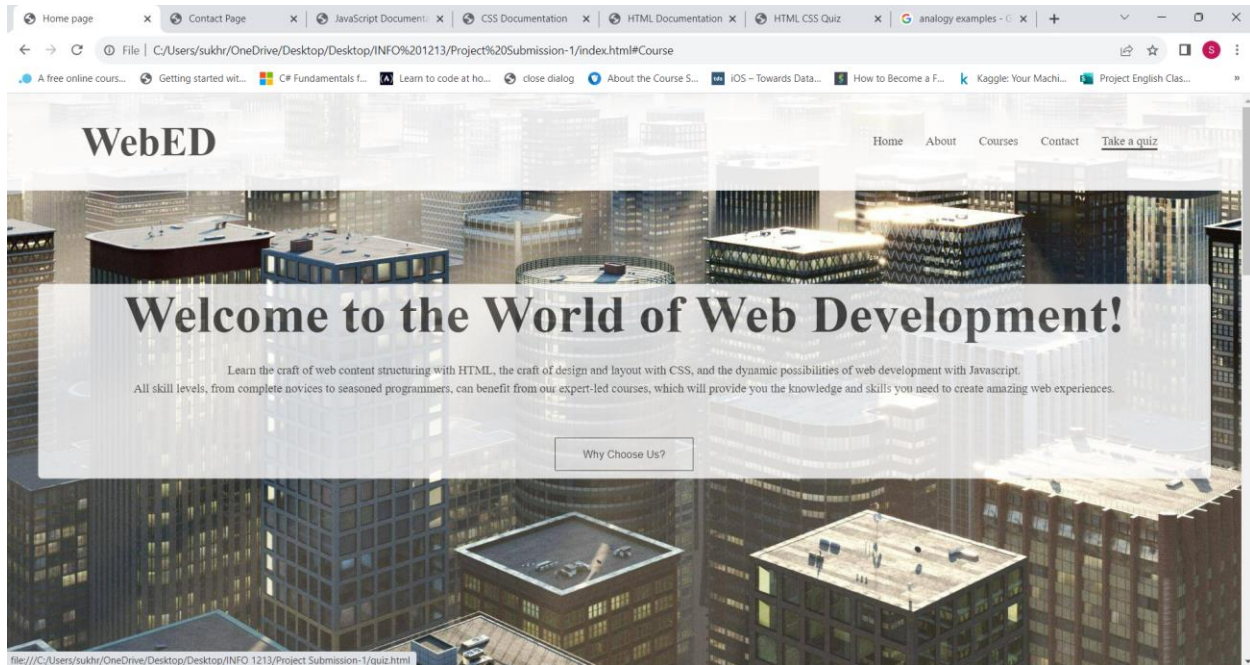 Home page
Contact Page
JavaScript Documenta
CSS Documentation
HTML Documentation
HTML CSS Quiz
analogy examples - G
File | C:/Users/sukhr/OneDrive/Desktop/Desktop/INFO%201213/Project%20Submission-1/index.html#Course
S
A free online cours...
Getting started wit...
C# Fundamentals f...
Learn to code at ho...
close dialog
About the Course S...
tds
iOS – Towards Data...
How to Become a F...
Kaggle: Your Machi...
Project English Clas...
WebED
Home About Courses Contact Take a quiz
Welcome to the World of Web Development!
Learn the craft of web content structuring with HTML, the craft of design and layout with CSS, and the dynamic possibilities of web development with Javascript.
All skill levels, from complete novices to seasoned programmers, can benefit from our expert-led courses, which will provide you the knowledge and skills you need to create amazing web experiences.
Why Choose Us?
file:///C:/Users/sukhr/OneDrive/Desktop/Desktop/INFO 1213/Project Submission-1/quiz.html